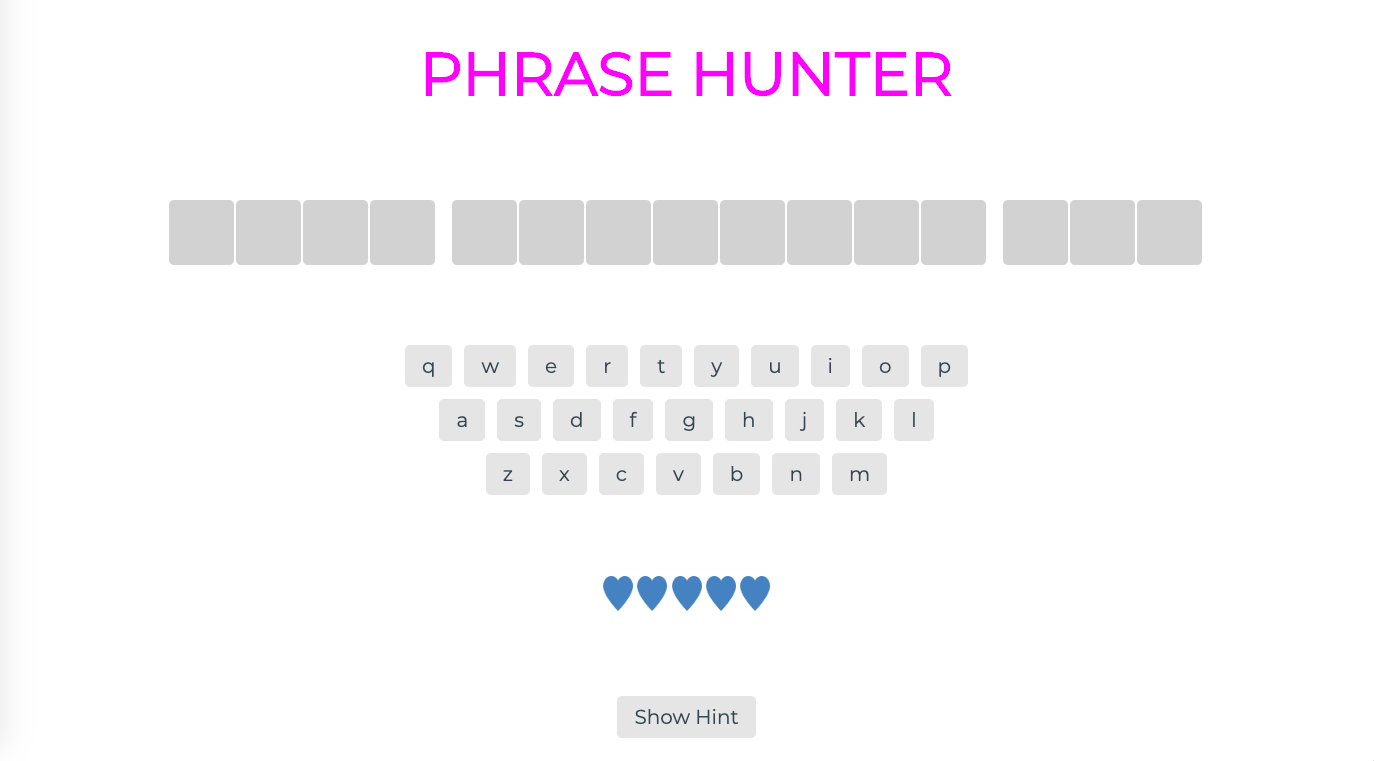 PHRASE HUNTER
q w e r t y u i o p
a s d f g h j k l
z x c v b n m
Show Hint